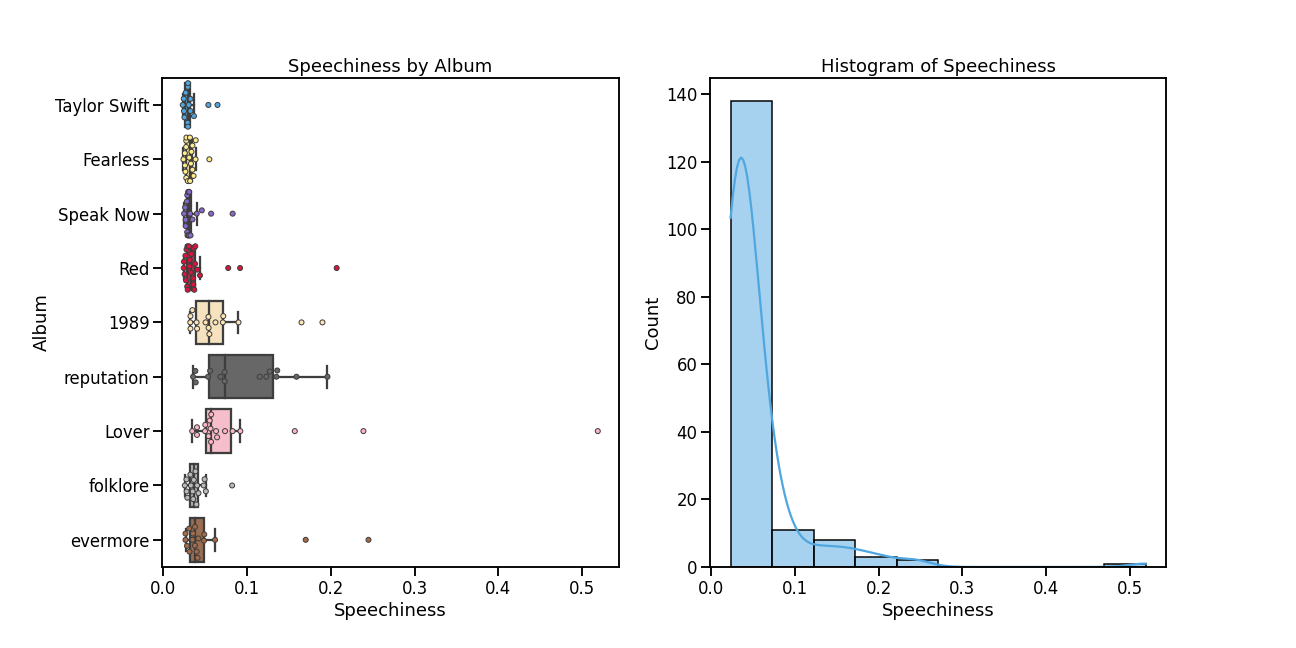 Speechiness by Album
Album
Taylor Swift
Fearless
Speak Now
Red
1989
reputation
Lover
folklore
evermore
0.0 0.1 0.2 0.3 0.4 0.5
Speechiness
Histogram of Speechiness
Count
140
120
100
80
60
40
20
0
0.0 0.1 0.2 0.3 0.4 0.5
Speechiness